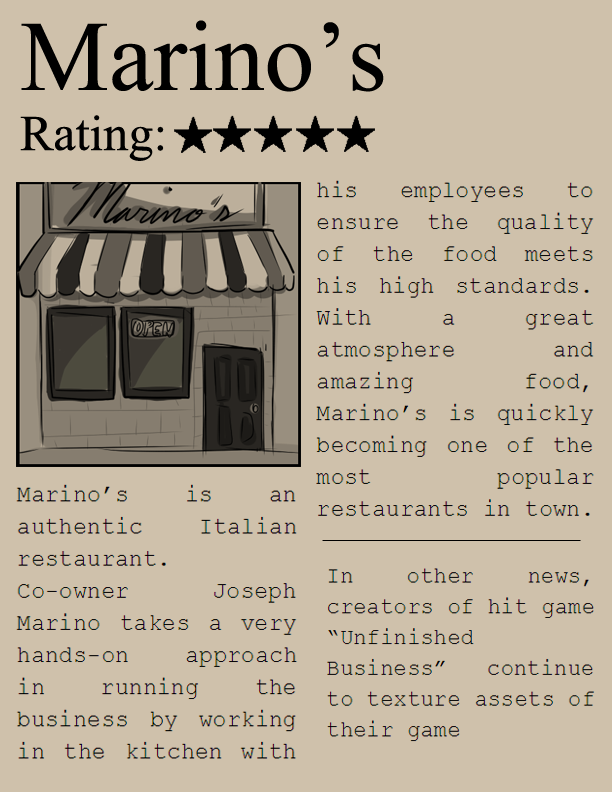 Marino’s
Rating:
Marino's
OPEN
Marino’s is an
authentic Italian
restaurant.
Co-owner Joseph
Marino takes a very
hands-on approach
in running the
business by working
in the kitchen with
his employees to
ensure the quality
of the food meets
his high standards.
With a great
atmosphere and
amazing food,
Marino’s is quickly
becoming one of the
most popular
restaurants in town.
In other news,
creators of hit game
“Unfinished
Business” continue
to texture assets of
their game